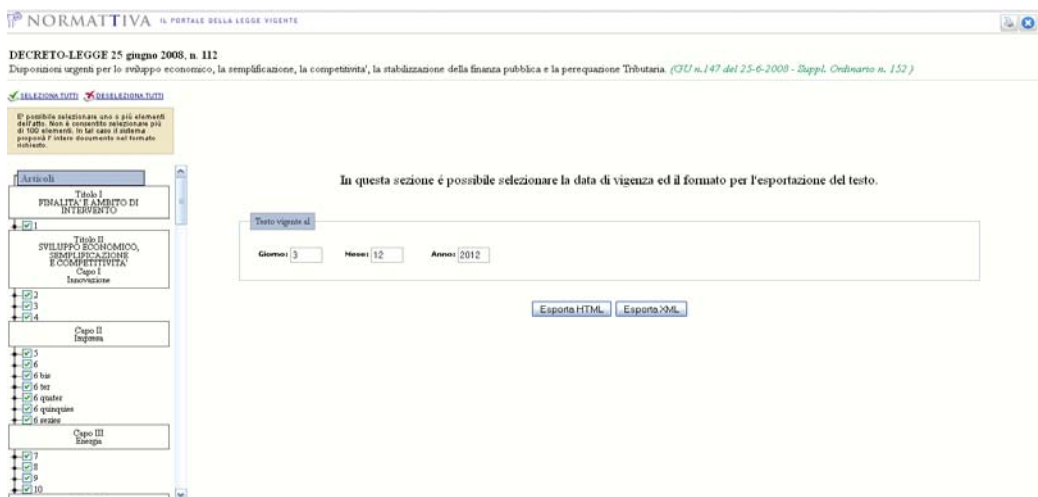 NORMATTIVA IL PORTALE DELLA LEGGE VIGENTE
DECRETO-LEGGE 25 giugno 2008, n. 112
Disposizioni urgenti per lo sviluppo economico, la semplificazione, la competitivita', la stabilizzazione della finanza pubblica e la perequazione Tributaria. (GU n.147 del 25-6-2008 - Suppl. Ordinario n. 152 )
SELEZIONA TUTTI DESELEZIONA TUTTI
E' possibile selezionare uno o più elementi
dell'atto. Non è consentito selezionare più
di 100 elementi. In tal caso il sistema
proporrà l' intero documento nel formato
richiesto.
Articoli
Titolo I
FINALITA' E AMBITO DI
INTERVENTO
1
Titolo II
SVILUPPO ECONOMICO,
SEMPLIFICAZIONE
E COMPETITIVITA'
Capo I
Innovazione
2
3
4
Capo II
Impresa
5
6
6 bis
6 ter
6 quater
6 quinquies
6 sexies
Capo III
Energia
7
8
9
10
In questa sezione é possibile selezionare la data di vigenza ed il formato per l'esportazione del testo.
Testo vigente al
Giorno: 3 Mese: 12 Anno: 2012
Esporta HTML Esporta XML